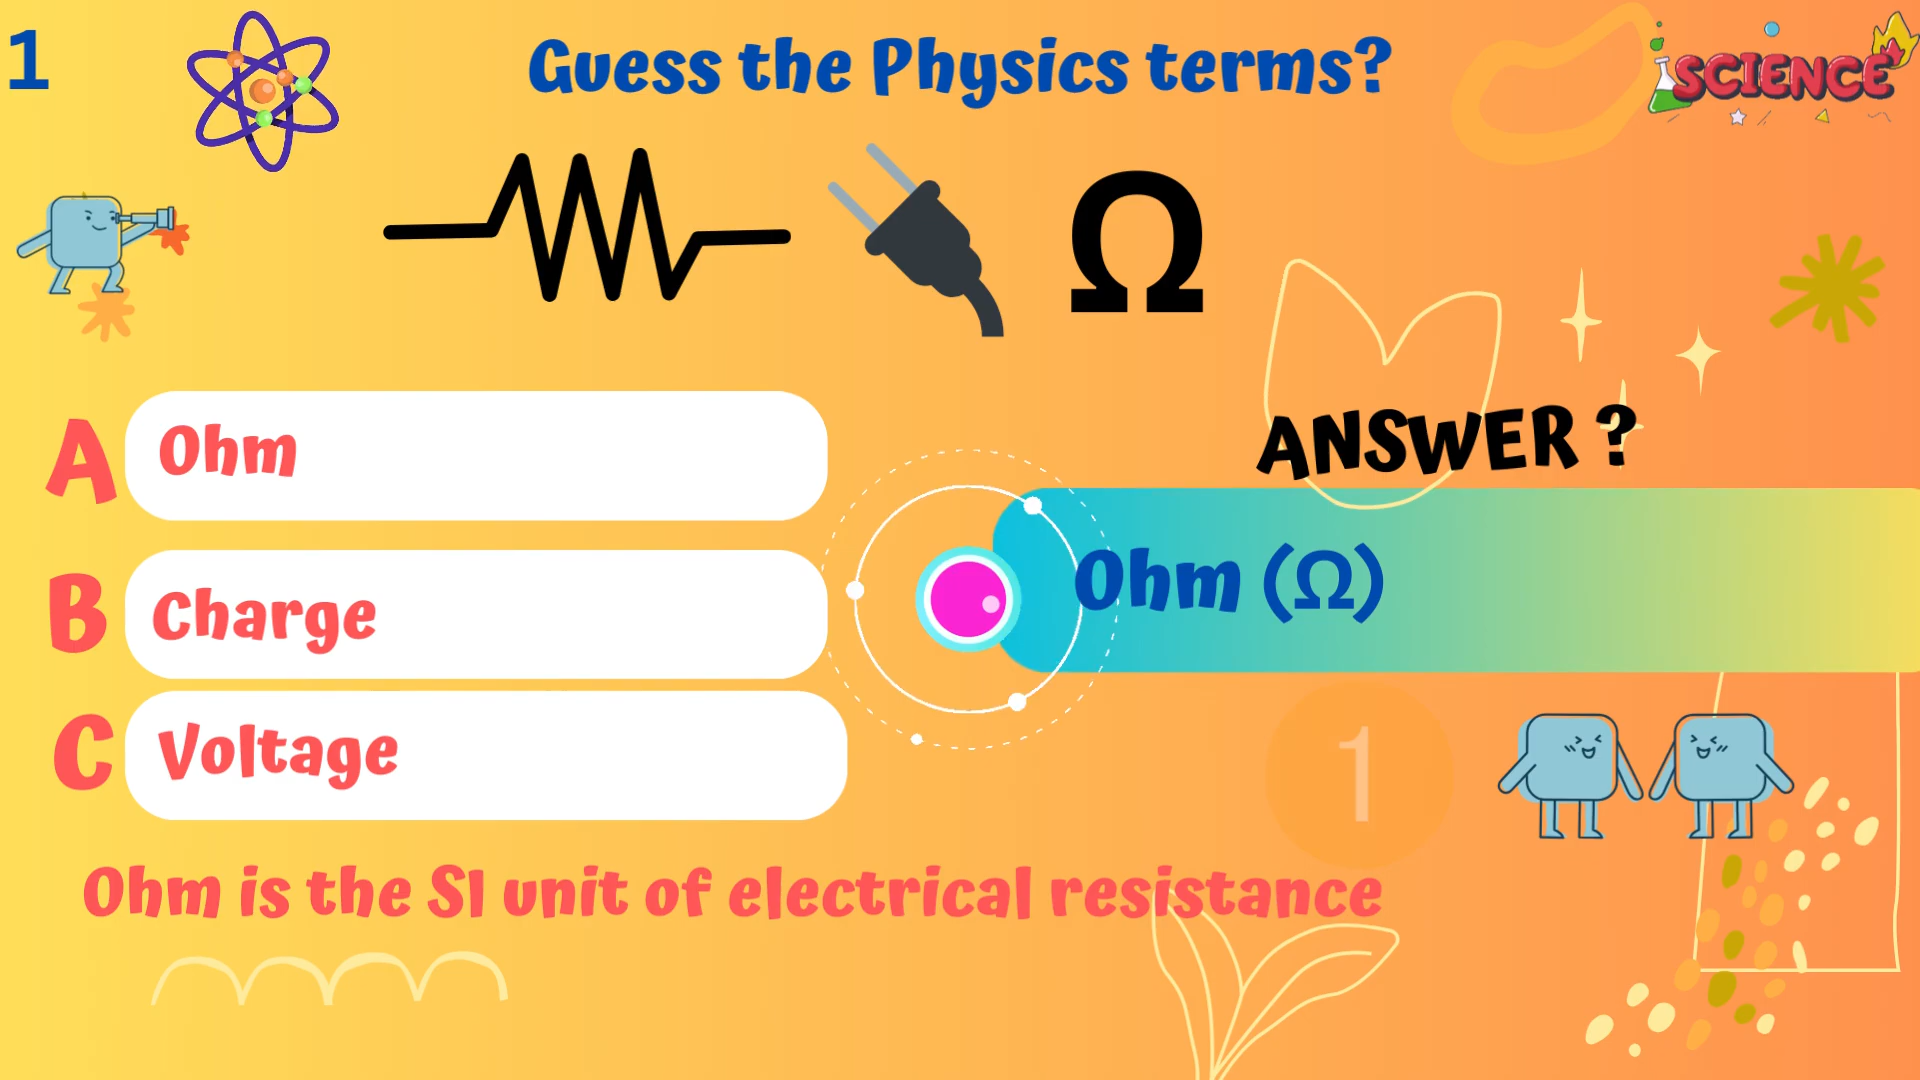 1
Guess the Physics terms?
SCIENCE
Ω
A Ohm
B Charge
C Voltage
ANSWER ?
Ohm (Ω)
1
Ohm is the SI unit of electrical resistance